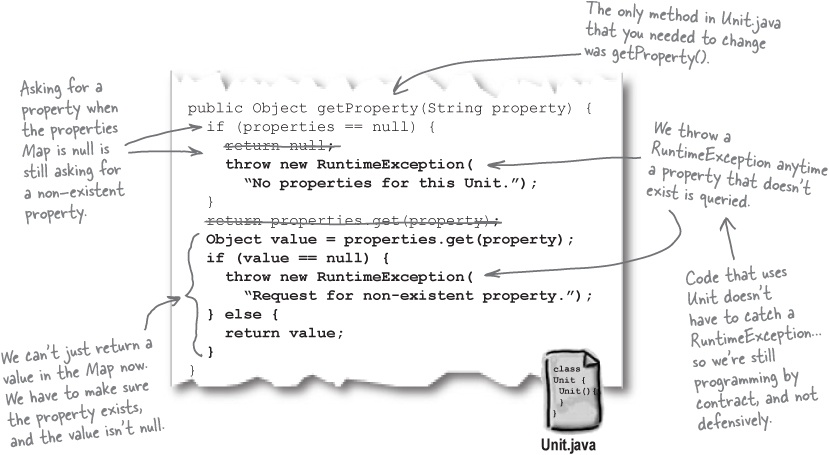 The only method in Unit.java
that you needed to change
was getProperty().
Asking for a
property when
the properties
Map is null is
still asking for
a non-existent
property.
public Object getProperty(String property) {
if (properties == null) {
return null;
throw new RuntimeException(
“No properties for this Unit.”);
}
return properties.get(property);
Object value = properties.get(property);
if (value == null) {
throw new RuntimeException(
“Request for non-existent property.”);
} else {
return value;
}
}
We throw a
RuntimeException anytime
a property that doesn't
exist is queried.
Code that uses
Unit doesn't
have to catch a
RuntimeException...
so we're still
programming by
contract, and not
defensively.
We can't just return a
value in the Map now.
We have to make sure
the property exists,
and the value isn't null.
class
Unit {
Unit(){
}
}
Unit.java